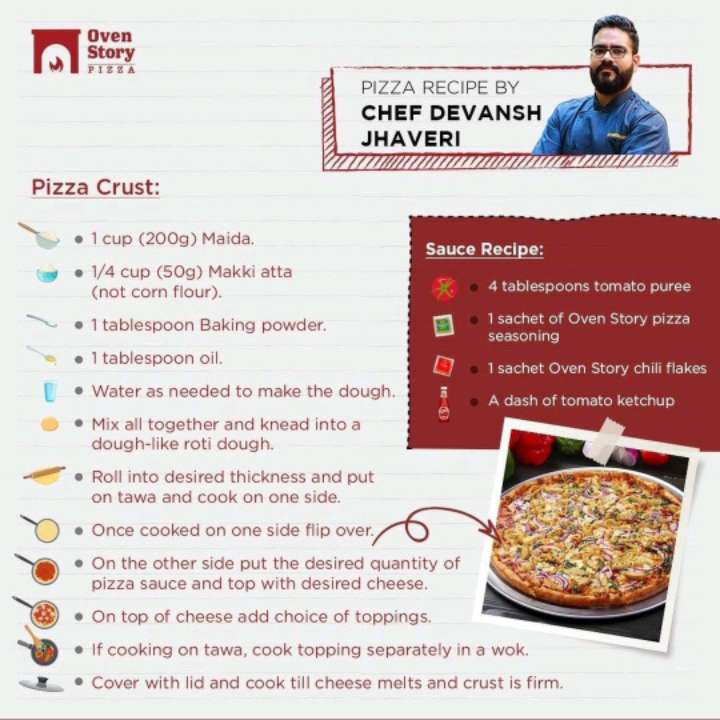 Oven
Story
PIZZA
PIZZA RECIPE BY
CHEF DEVANSH
JHAVERI
Pizza Crust:
• 1 cup (200g) Maida.
• 1/4 cup (50g) Makki atta
(not corn flour).
• 1 tablespoon Baking powder.
• 1 tablespoon oil.
• Water as needed to make the dough.
• Mix all together and knead into a
dough-like roti dough.
• Roll into desired thickness and put
on tawa and cook on one side.
• Once cooked on one side flip over.
• On the other side put the desired quantity of
pizza sauce and top with desired cheese.
• On top of cheese add choice of toppings.
• If cooking on tawa, cook topping separately in a wok.
• Cover with lid and cook till cheese melts and crust is firm.
Sauce Recipe:
• 4 tablespoons tomato puree
• 1 sachet of Oven Story pizza
seasoning
• 1 sachet Oven Story chili flakes
• A dash of tomato ketchup